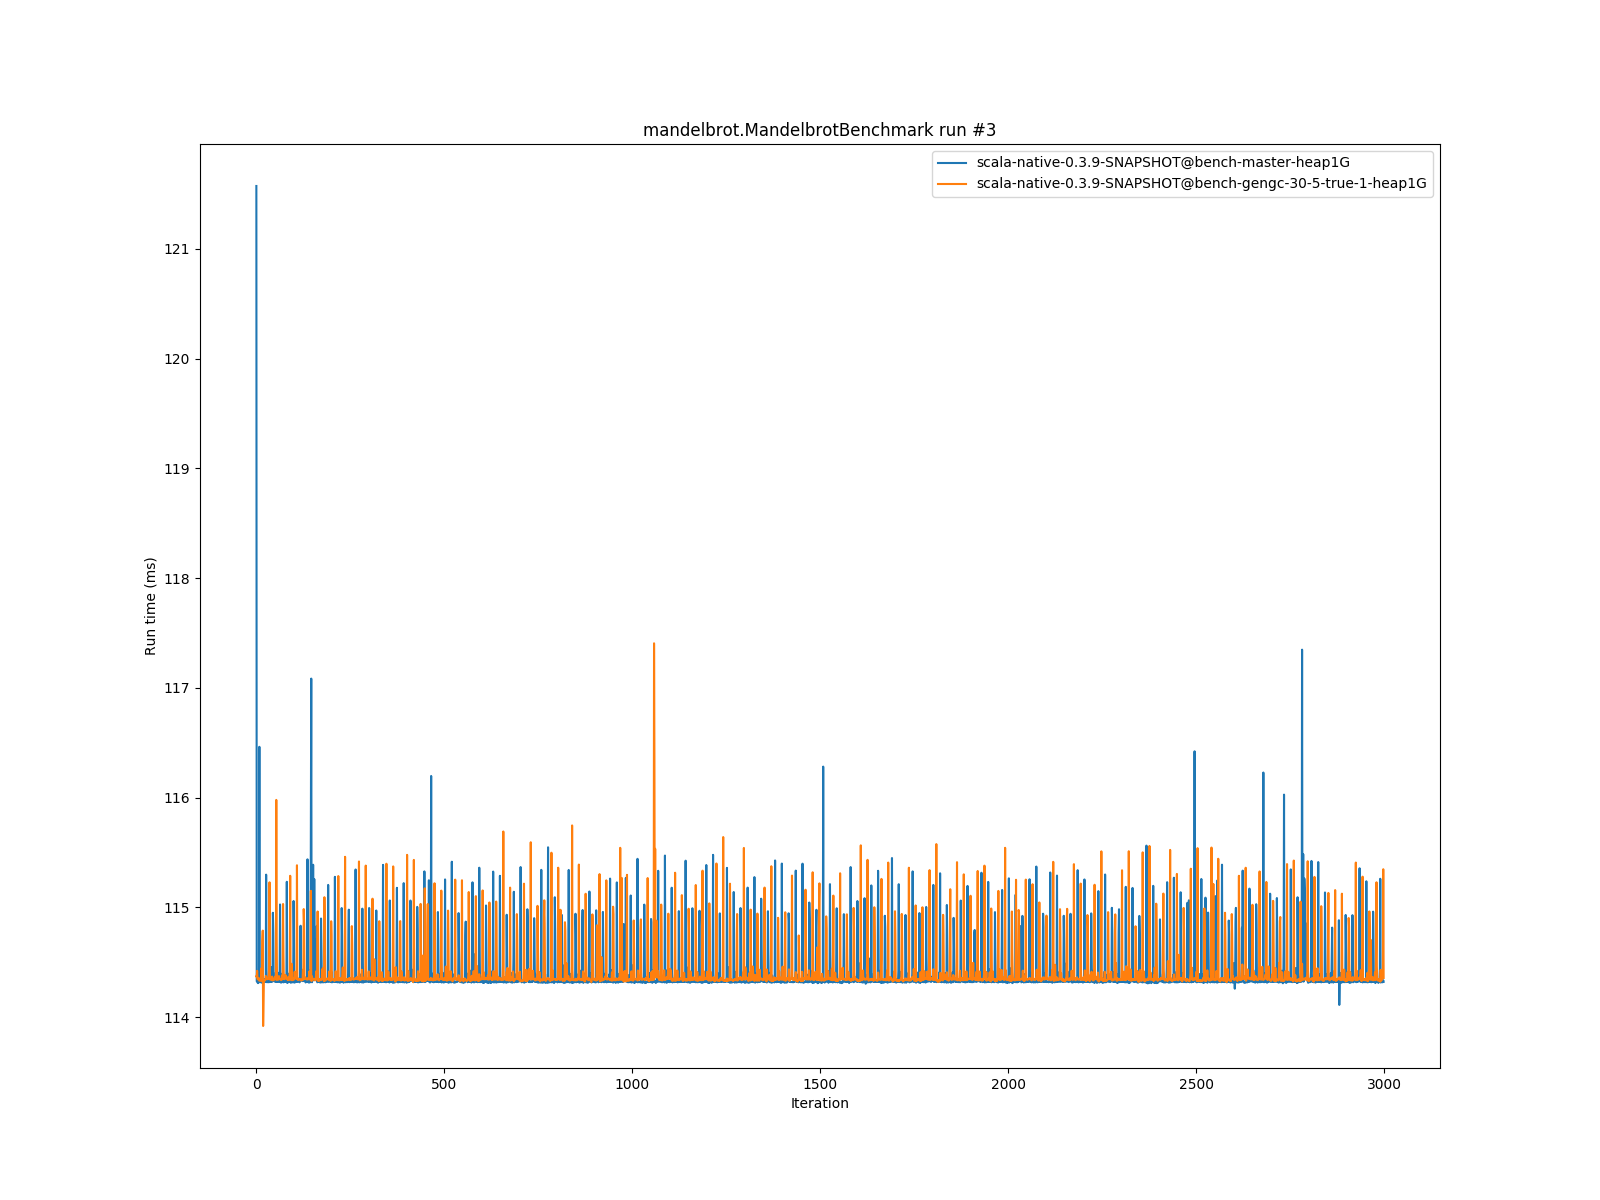 mandelbrot.MandelbrotBenchmark run #3
scala-native-0.3.9-SNAPSHOT@bench-master-heap1G
scala-native-0.3.9-SNAPSHOT@bench-gengc-30-5-true-1-heap1G
Run time (ms)
121
120
119
118
117
116
115
114
0 500 1000 1500 2000 2500 3000
Iteration